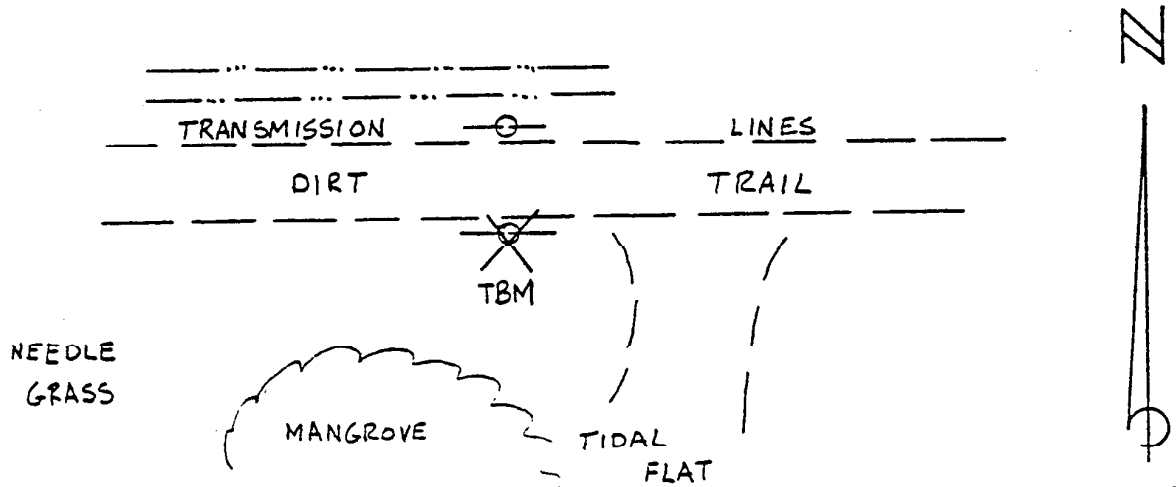 N
TRANSMISSION LINES
DIRT TRAIL
TBM
NEEDLE
GRASS
MANGROVE
TIDAL
FLAT